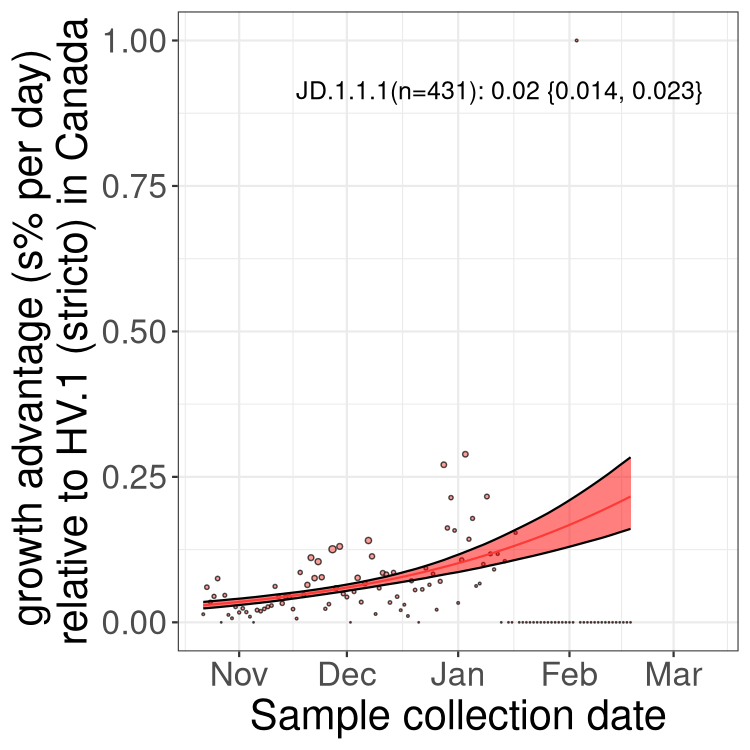 growth advantage (s% per day)
relative to HV.1 (stricto) in Canada
1.00
0.75
0.50
0.25
0.00
JD.1.1.1(n=431): 0.02 {0.014, 0.023}
Nov Dec Jan Feb Mar
Sample collection date